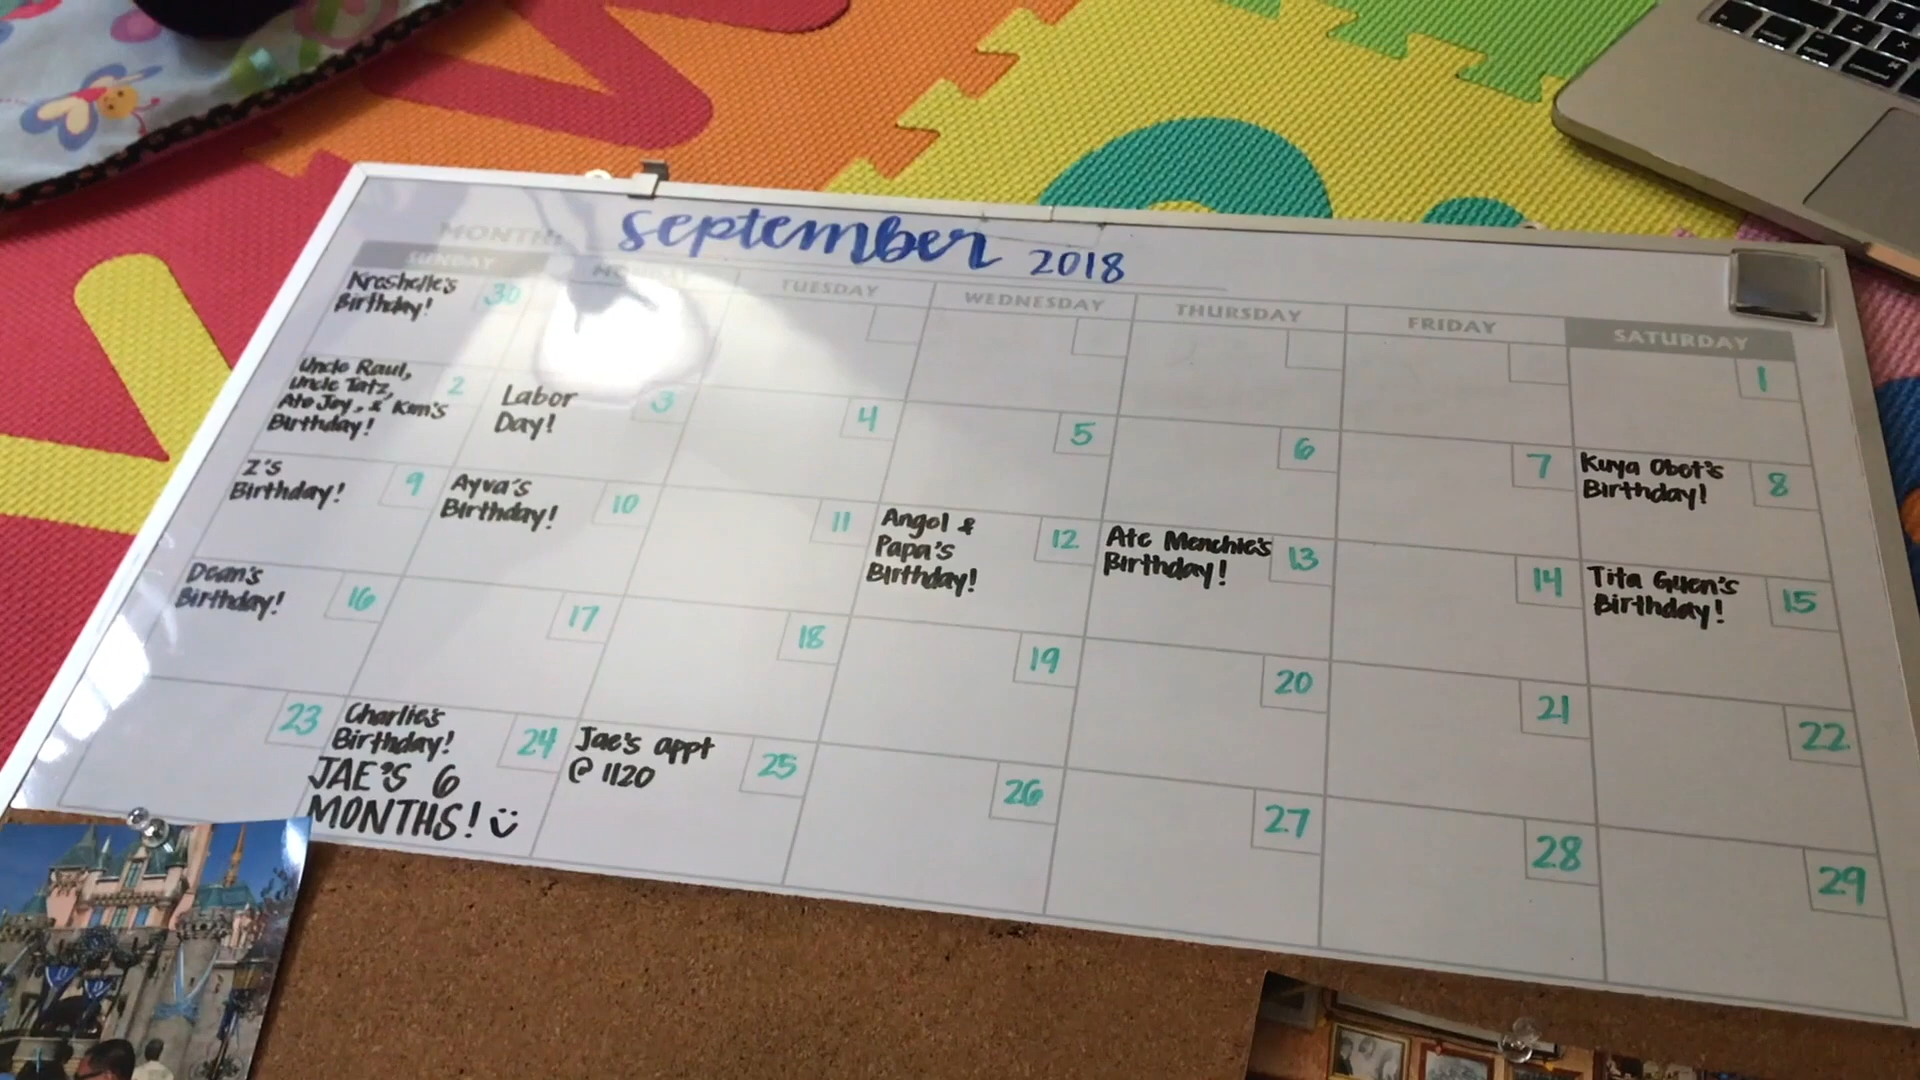 MONTH:
september 2018
SUNDAY
TUESDAY
WEDNESDAY
THURSDAY
FRIDAY
SATURDAY
Kreshelle's
Birthday!
30
1
Uncle Raul,
Uncle Tatz,
Ate Joy, & Kim's
Birthday!
2
Labor
Day!
3
4
5
6
7
Kuya Obet's
Birthday!
8
Z's
Birthday!
9
Ayva's
Birthday!
10
11
Angel &
Papa's
Birthday!
12
Ate Menchie's
Birthday!
13
14
Tita Gwen's
Birthday!
15
Dean's
Birthday!
16
17
18
19
20
21
22
23
Charlie's
Birthday!
JAE'S 6
MONTHS!
24
Jae's appt
@ 1120
25
26
27
28
29
command